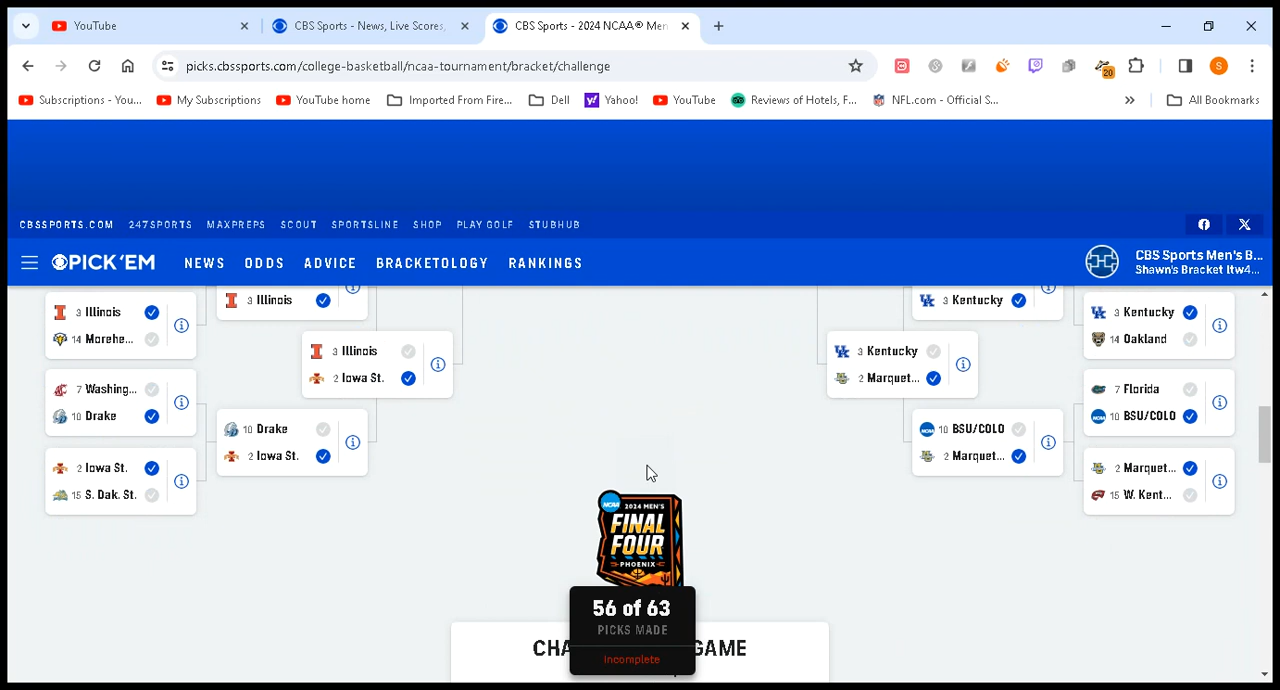 YouTube
CBS Sports - News, Live Scores,
CBS Sports - 2024 NCAA® Men
picks.cbssports.com/college-basketball/ncaa-tournament/bracket/challenge
20
S
Subscriptions - You...
My Subscriptions
YouTube home
Imported From Fire...
Dell
Yahoo!
YouTube
Reviews of Hotels, F...
NFL.com - Official S...
All Bookmarks
CBSSPORTS.COM 247SPORTS MAXPREPS SCOUT SPORTSLINE SHOP PLAY GOLF STUBHUB
PICK'EM NEWS ODDS ADVICE BRACKETOLOGY RANKINGS
CBS Sports Men's B...
Shawn's Bracket ltw4...
3 Illinois
14 Morehe...
7 Washing...
10 Drake
2 Iowa St.
15 S. Dak. St.
3 Illinois
10 Drake
2 Iowa St.
3 Illinois
2 Iowa St.
3 Kentucky
2 Marquet...
3 Kentucky
10 BSU/COLO
2 Marquet...
3 Kentucky
14 Oakland
7 Florida
10 BSU/COLO
2 Marquet...
15 W. Kent...
NCAA
2024 MEN'S
FINAL
FOUR
PHOENIX
56 of 63
PICKS MADE
Incomplete
CHA
GAME